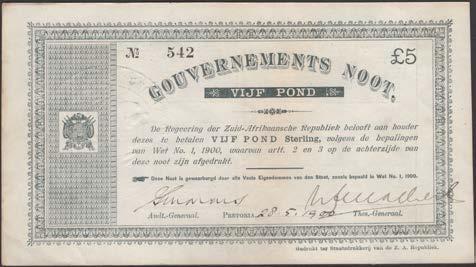 No 542
£5
GOUVERNEMENTS NOOT.
VIJF POND
De Regeering der Zuid-Afrikaansche Republiek belooft aan houder
dezes te betalen VIJF POND Sterling, volgens de bepalingen
van Wet No. 1, 1900, waarvan artt. 2 en 3 op de achterzijde van
deze noot zijn afgedrukt.
Deze Noot is gewaarborgd door alle Vaste Eigendommen van den Staat, zooals bepaald in Wet No. 1, 1900.
Audt.-Generaal. PRETORIA 28.5.1900 Thes.-Generaal.
Gedrukt ter Staatsdrukkerij van de Z. A. Republiek.